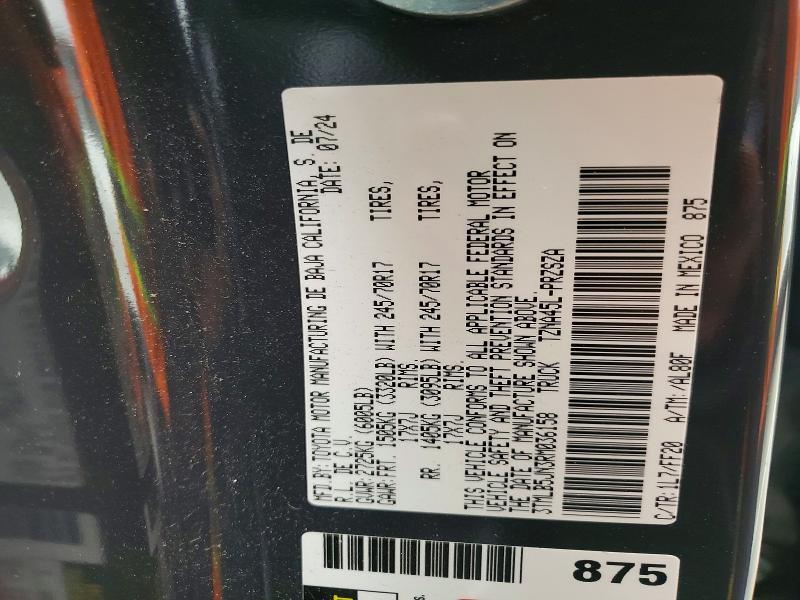 MFD.BY: TOYOTA MOTOR MANUFACTURING DE BAJA CALIFORNIA, S. DE
R.L. DE C.V. DATE: 07/24
GVWR: 2725KG (6005LB)
GAWR: FRT. 1505KG (3320LB) WITH 245/70R17 TIRES,
17X7J RIMS.
RR. 1405KG (3095LB) WITH 245/70R17 TIRES,
17X7J RIMS.
THIS VEHICLE CONFORMS TO ALL APPLICABLE FEDERAL MOTOR
VEHICLE SAFETY AND THEFT PREVENTION STANDARDS IN EFFECT ON
THE DATE OF MANUFACTURE SHOWN ABOVE.
TRUCK TZNA45L-PRZSZA
C/TR: 1L7/FF20 A/TM: /AL80F MADE IN MEXICO 875
875